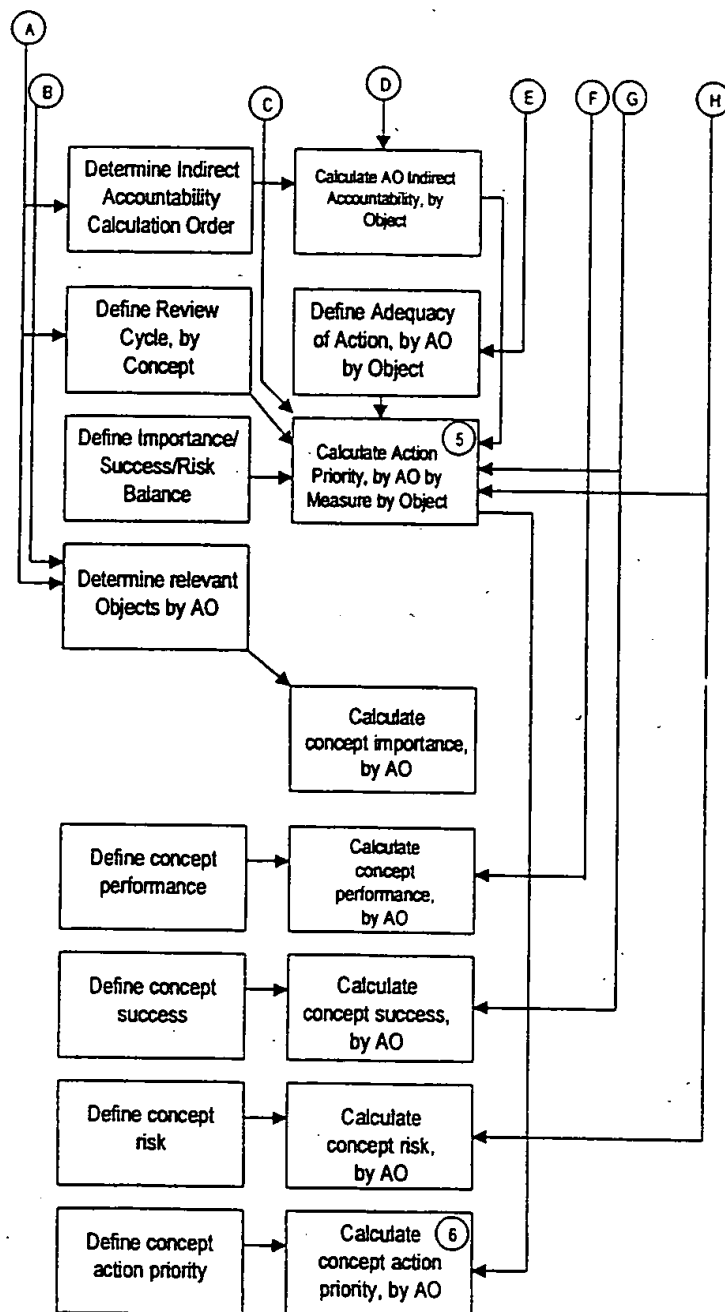 A
B
C
D
E
F
G
H
Determine Indirect
Accountability
Calculation Order
Calculate AO Indirect
Accountability, by
Object
Define Review
Cycle, by
Concept
Define Adequacy
of Action, by AO
by Object
Define Importance/
Success/Risk
Balance
5
Calculate Action
Priority, by AO by
Measure by Object
Determine relevant
Objects by AO
Calculate
concept importance,
by AO
Define concept
performance
Calculate
concept
performance,
by AO
Define concept
success
Calculate
concept success,
by AO
Define concept
risk
Calculate
concept risk,
by AO
Define concept
action priority
6
Calculate
concept action
priority, by AO